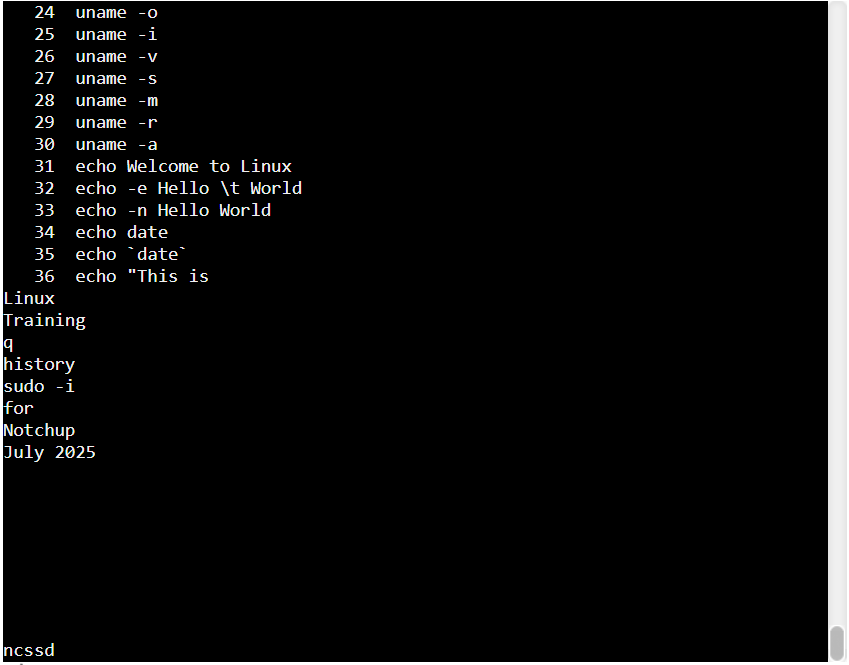 24 uname -o
25 uname -i
26 uname -v
27 uname -s
28 uname -m
29 uname -r
30 uname -a
31 echo Welcome to Linux
32 echo -e Hello \t World
33 echo -n Hello World
34 echo date
35 echo `date`
36 echo "This is
Linux
Training
q
history
sudo -i
for
Notchup
July 2025
ncssd